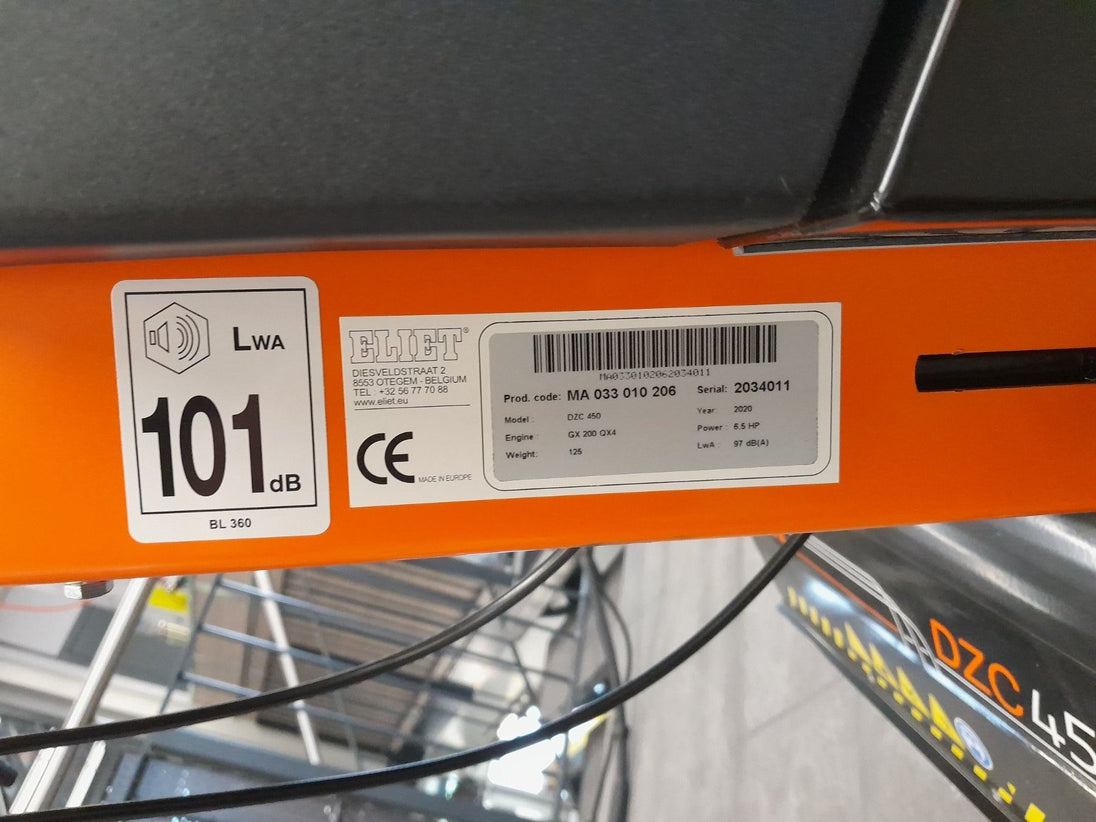 LWA
101dB
BL 360
ELIET®
DIESVELDSTRAAT 2
8553 OTEGEM - BELGIUM
TEL : +32 56 77 70 88
www.eliet.eu
CE
MADE IN EUROPE
MA0330102062034011
Prod. code: MA 033 010 206 Serial: 2034011
Model : DZC 450 Year 2020
Engine : GX 200 QX4 Power : 6.5 HP
Weight: 125 LwA : 97 dB(A)
DZC 45